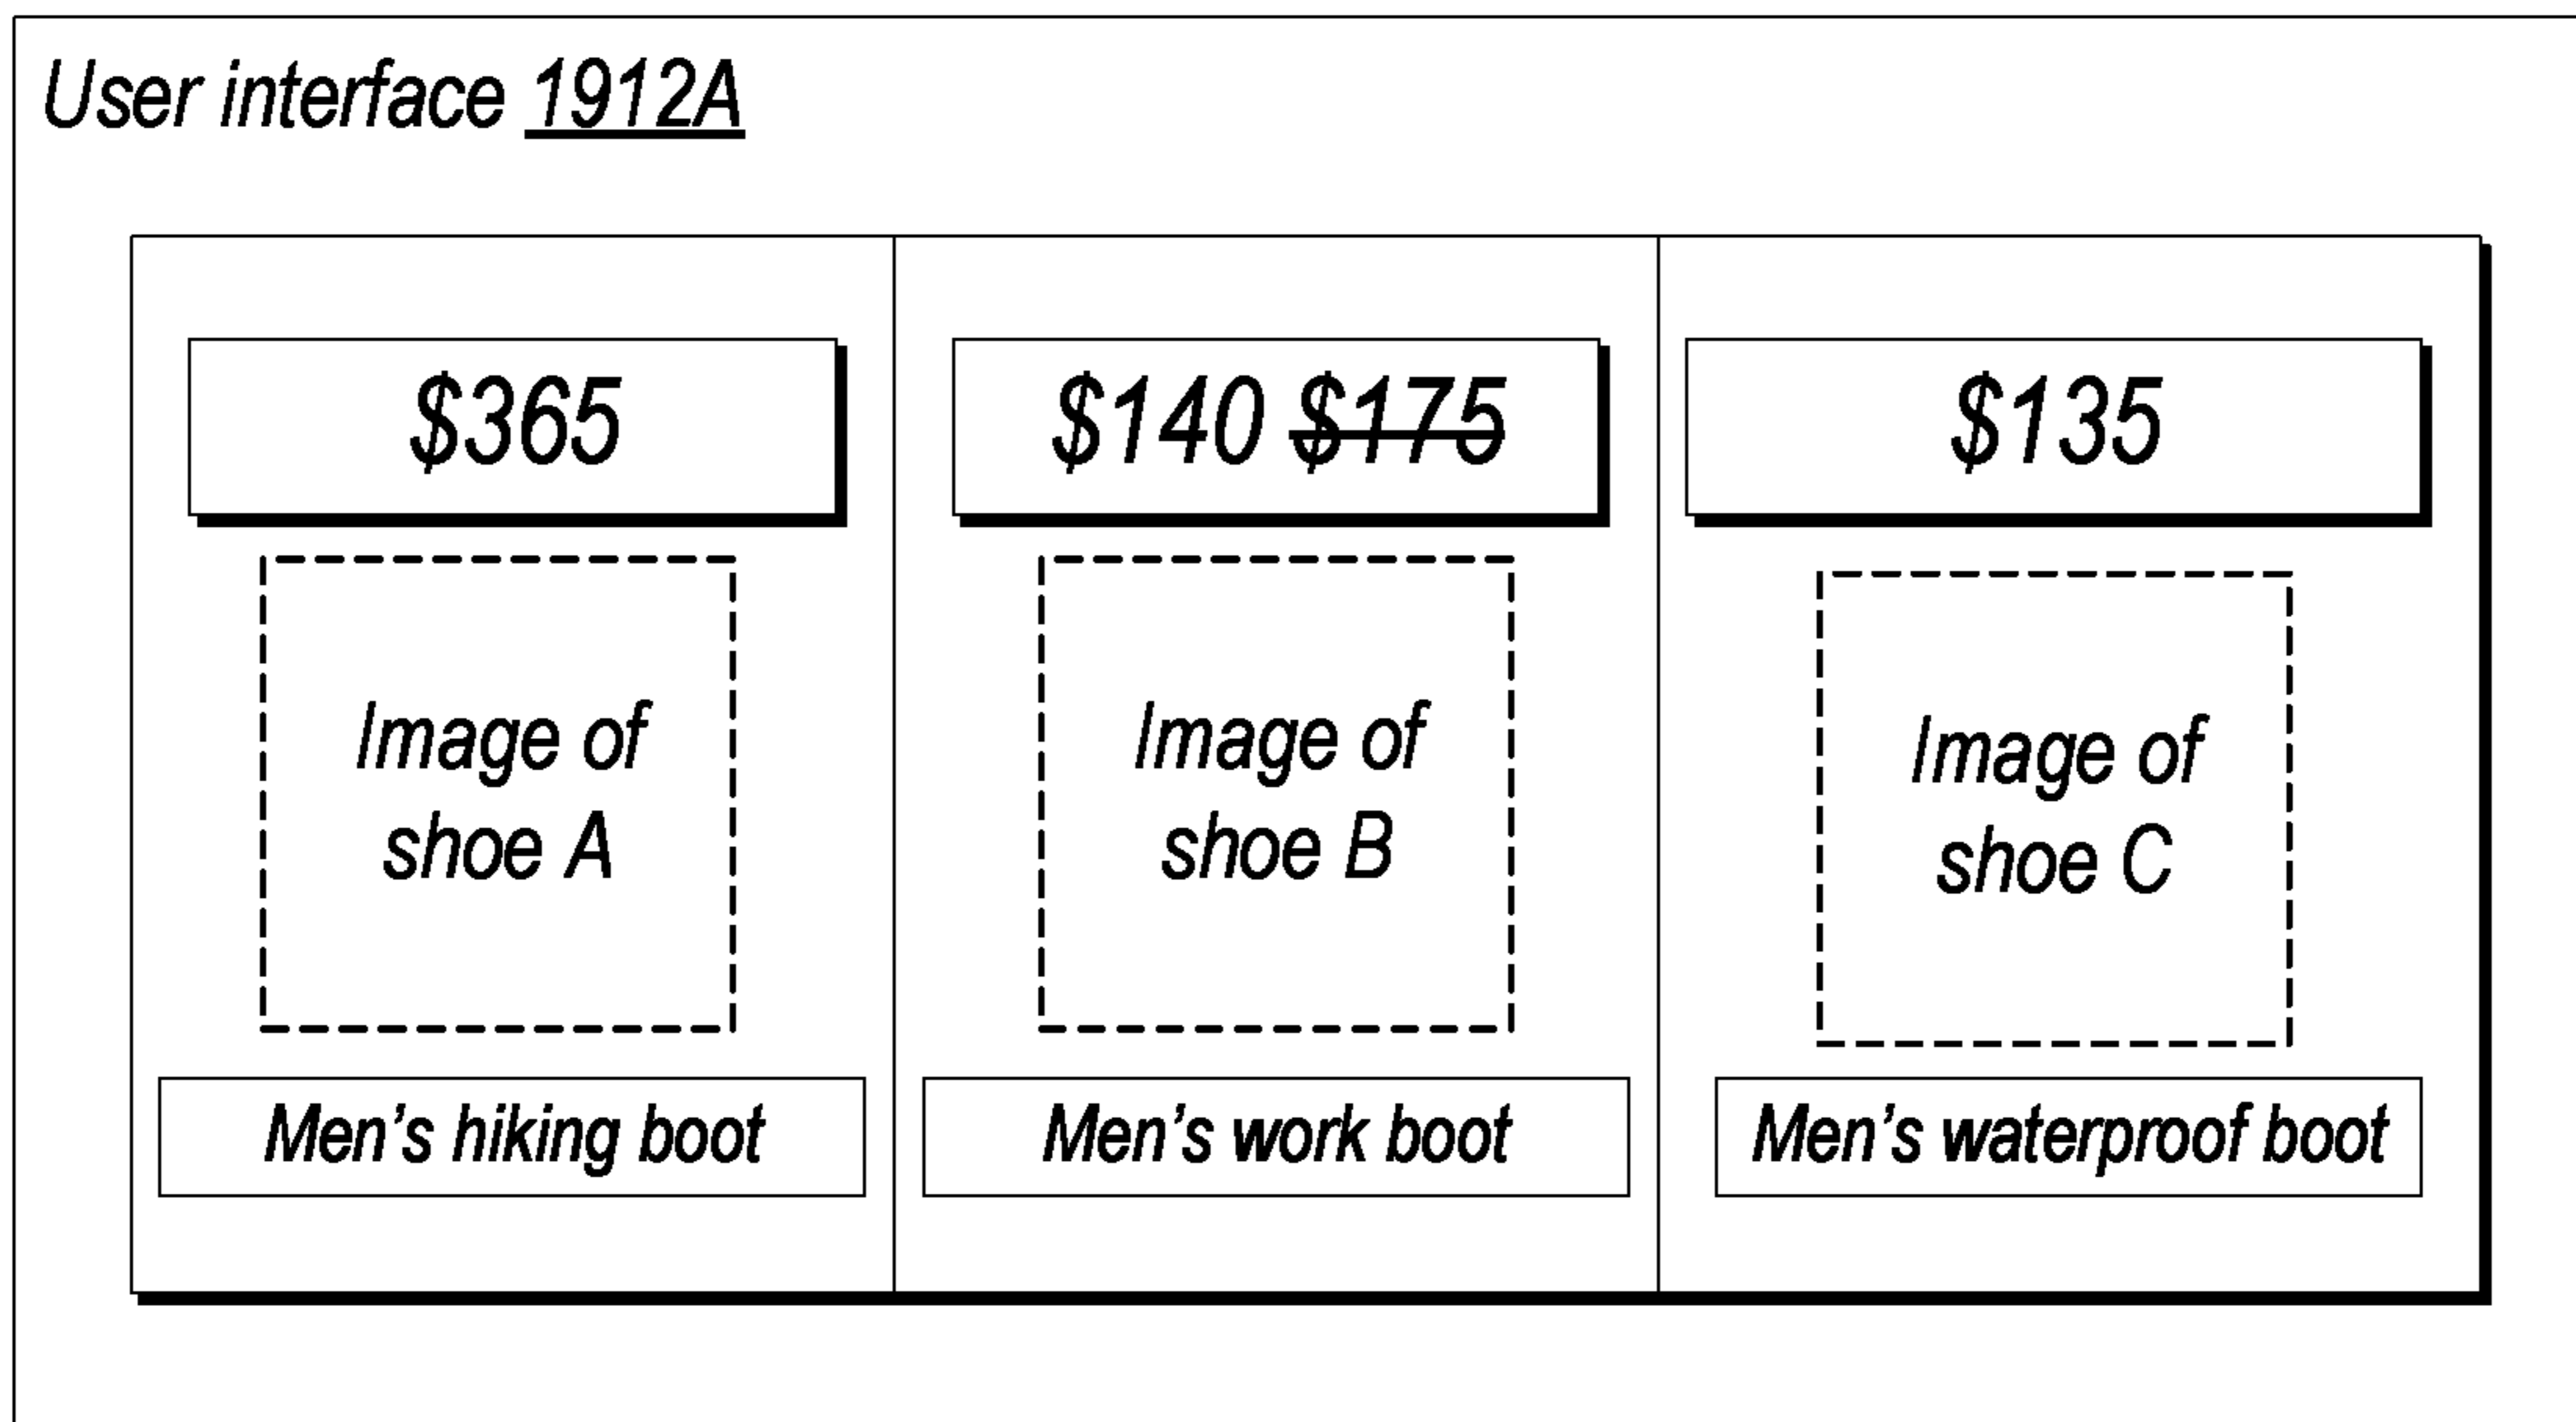 User interface 1912A
$365
$140 $175
$135
Image of
shoe A
Image of
shoe B
Image of
shoe C
Men's hiking boot
Men's work boot
Men's waterproof boot